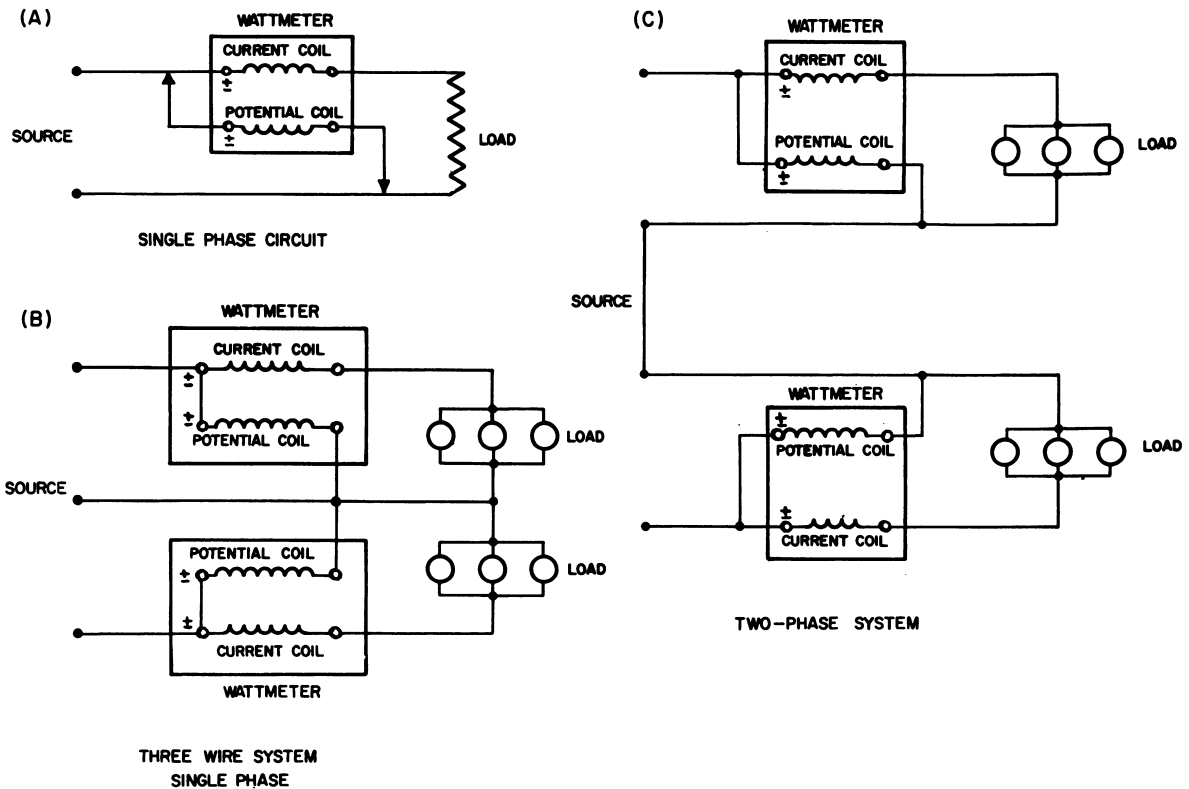 (A)
WATTMETER
CURRENT COIL
±
POTENTIAL COIL
±
SOURCE
LOAD
SINGLE PHASE CIRCUIT
(B)
WATTMETER
CURRENT COIL
±
±
POTENTIAL COIL
LOAD
SOURCE
POTENTIAL COIL
±
±
CURRENT COIL
WATTMETER
LOAD
THREE WIRE SYSTEM
SINGLE PHASE
(C)
WATTMETER
CURRENT COIL
±
POTENTIAL COIL
±
LOAD
SOURCE
WATTMETER
±
POTENTIAL COIL
±
CURRENT COIL
LOAD
TWO-PHASE SYSTEM